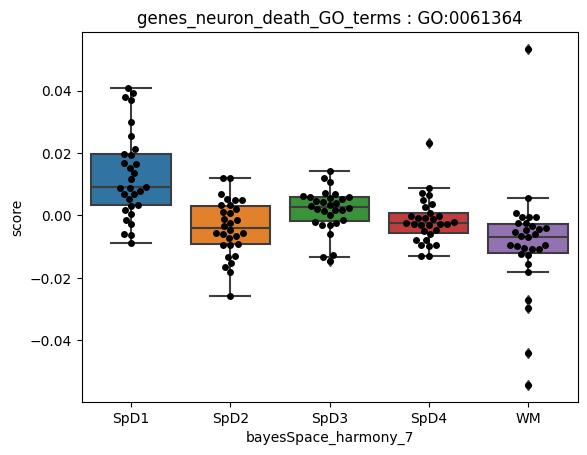 genes_neuron_death_GO_terms : GO:0061364
score
0.04
0.02
0.00
−0.02
−0.04
SpD1
SpD2
SpD3
SpD4
WM
bayesSpace_harmony_7